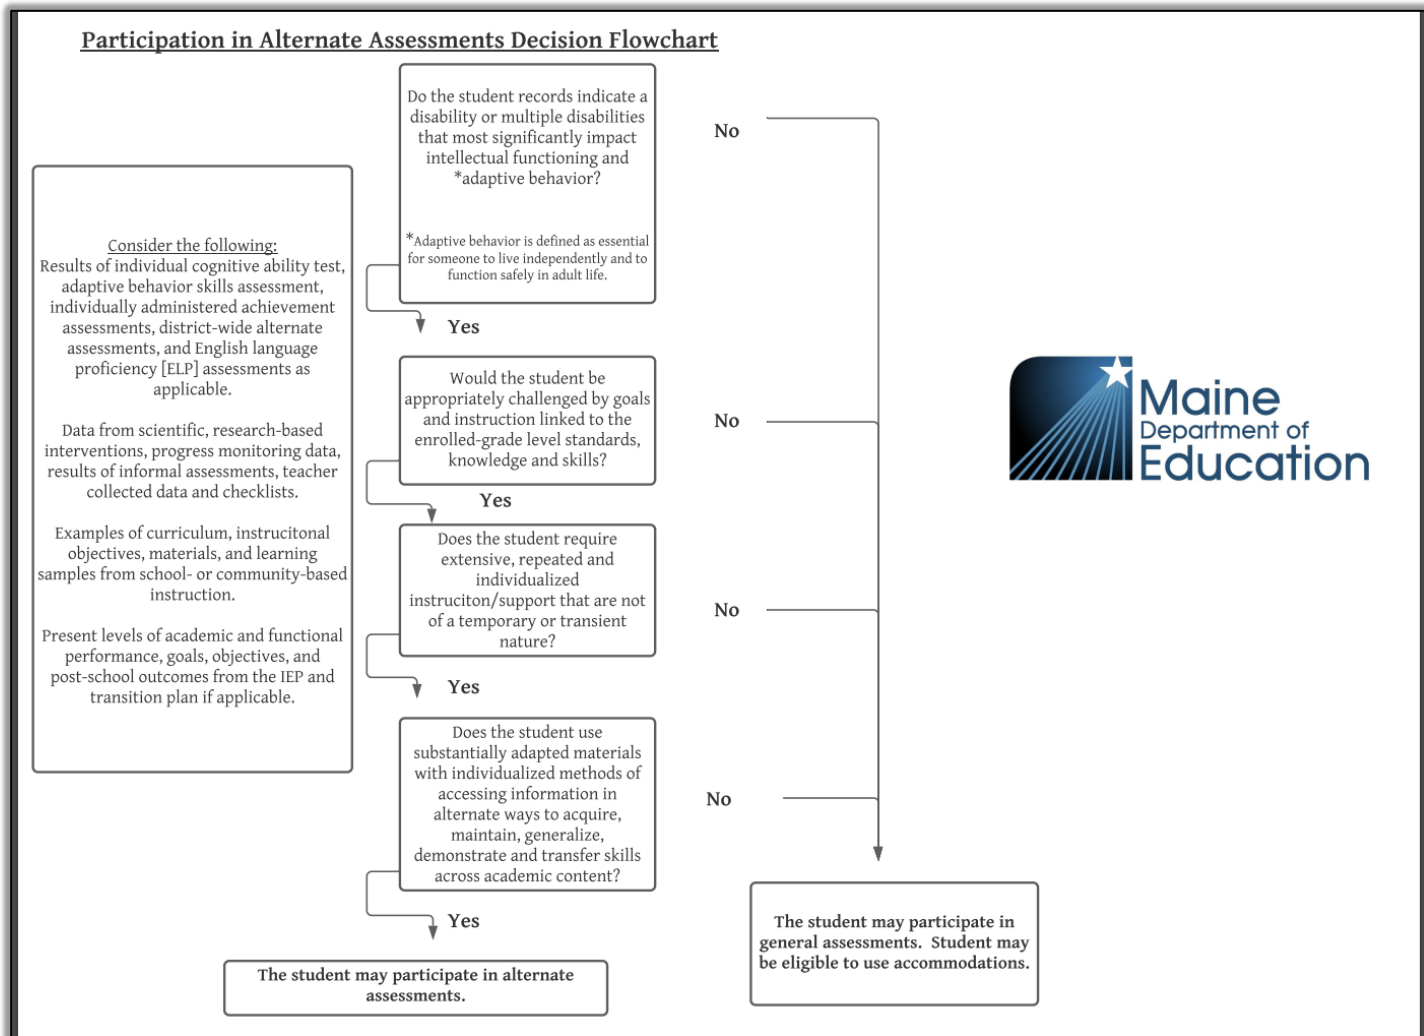 Participation in Alternate Assessments Decision Flowchart
Do the student records indicate a
disability or multiple disabilities
that most significantly impact
intellectual functioning and
*adaptive behavior?
*Adaptive behavior is defined as essential
for someone to live independently and to
function safely in adult life.
No
Yes
Consider the following:
Results of individual cognitive ability test,
adaptive behavior skills assessment,
individually administered achievement
assessments, district-wide alternate
assessments, and English language
proficiency [ELP] assessments as
applicable.
Data from scientific, research-based
interventions, progress monitoring data,
results of informal assessments, teacher
collected data and checklists.
Examples of curriculum, instrucitonal
objectives, materials, and learning
samples from school- or community-based
instruction.
Present levels of academic and functional
performance, goals, objectives, and
post-school outcomes from the IEP and
transition plan if applicable.
Would the student be
appropriately challenged by goals
and instruction linked to the
enrolled-grade level standards,
knowledge and skills?
No
Yes
Maine
Department of
Education
Does the student require
extensive, repeated and
individualized
instruciton/support that are not
of a temporary or transient
nature?
No
Yes
Does the student use
substantially adapted materials
with individualized methods of
accessing information in
alternate ways to acquire,
maintain, generalize,
demonstrate and transfer skills
across academic content?
No
Yes
The student may participate in alternate
assessments.
The student may participate in
general assessments.  Student may
be eligible to use accommodations.